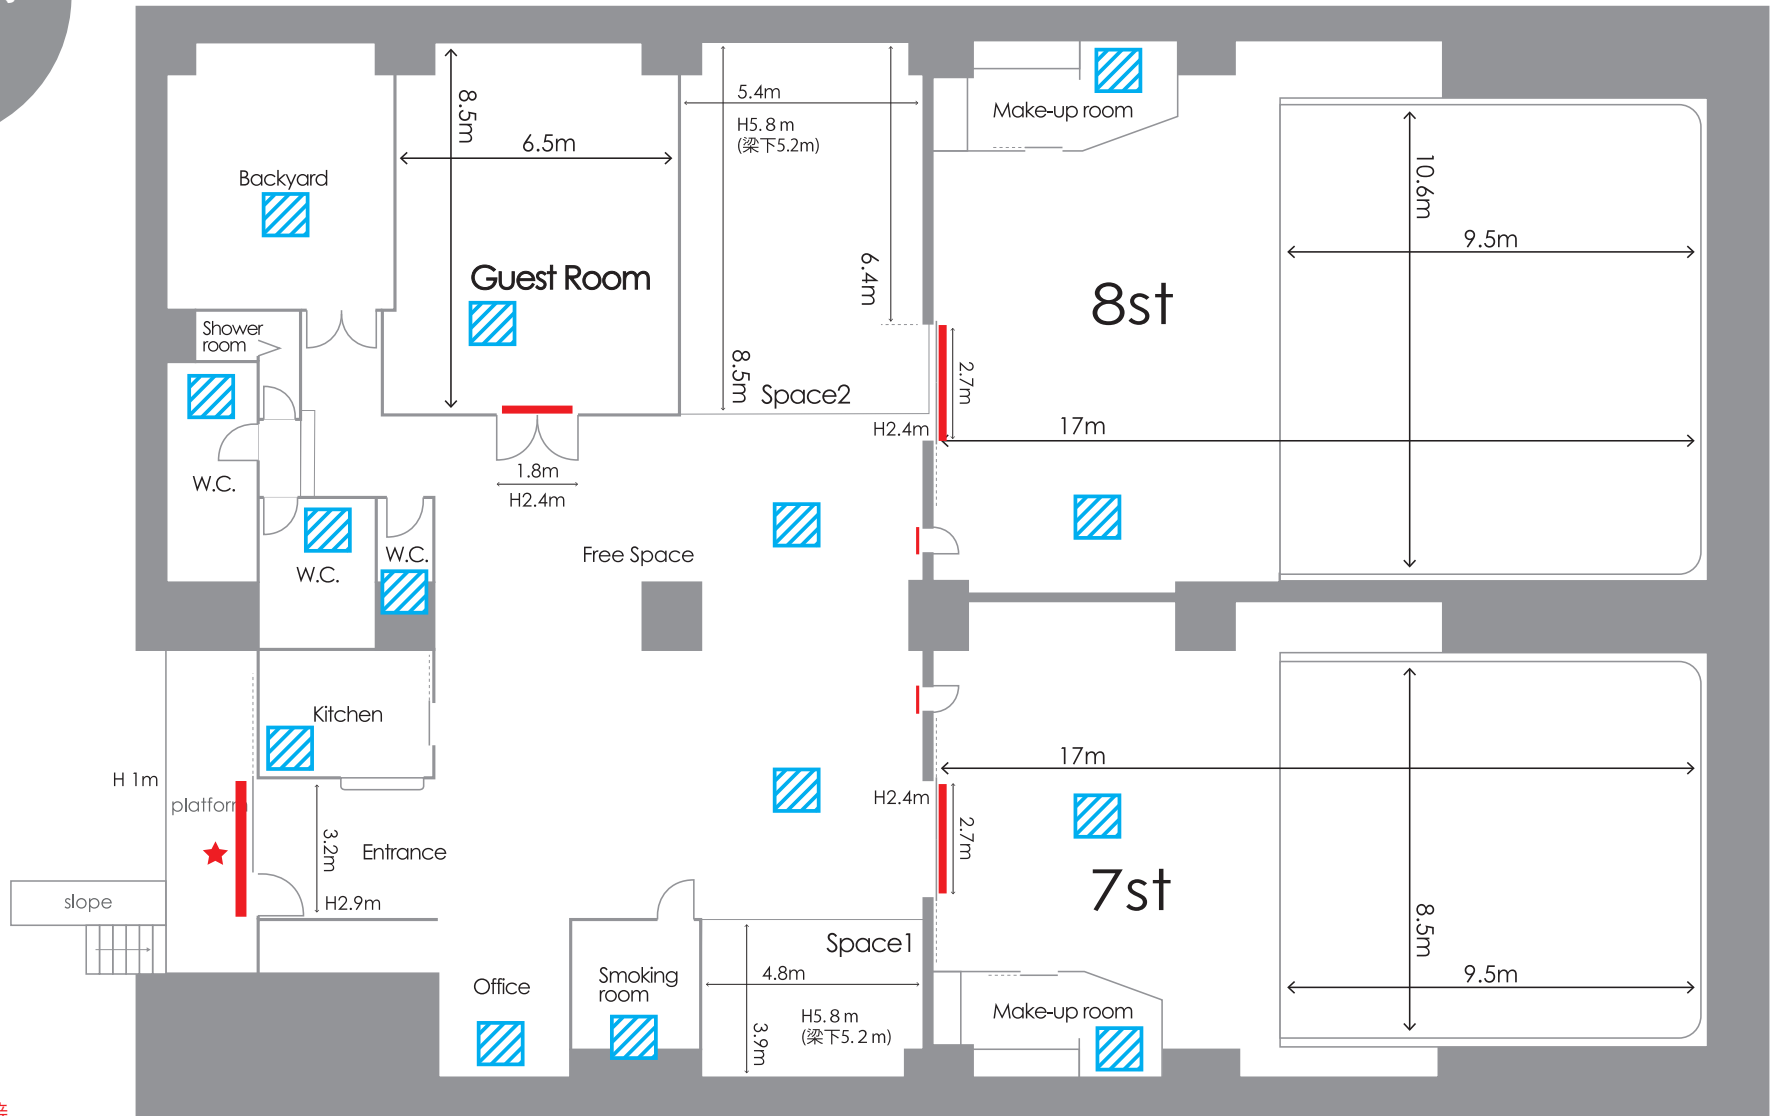 5.4m
H5.8m
(梁下5.2m)
Make-up room
8.5m
6.5m
Backyard
10.6m
9.5m
Guest Room
6.4m
8st
Shower
room
8.5m
Space2
2.7m
H2.4m
17m
1.8m
H2.4m
W.C.
W.C.
W.C.
Free Space
Kitchen
H 1m
platform
3.2m
Entrance
H2.9m
slope
17m
H2.4m
2.7m
7st
8.5m
9.5m
Space1
4.8m
H5.8m
(梁下5.2m)
3.9m
Office
Smoking
room
Make-up room